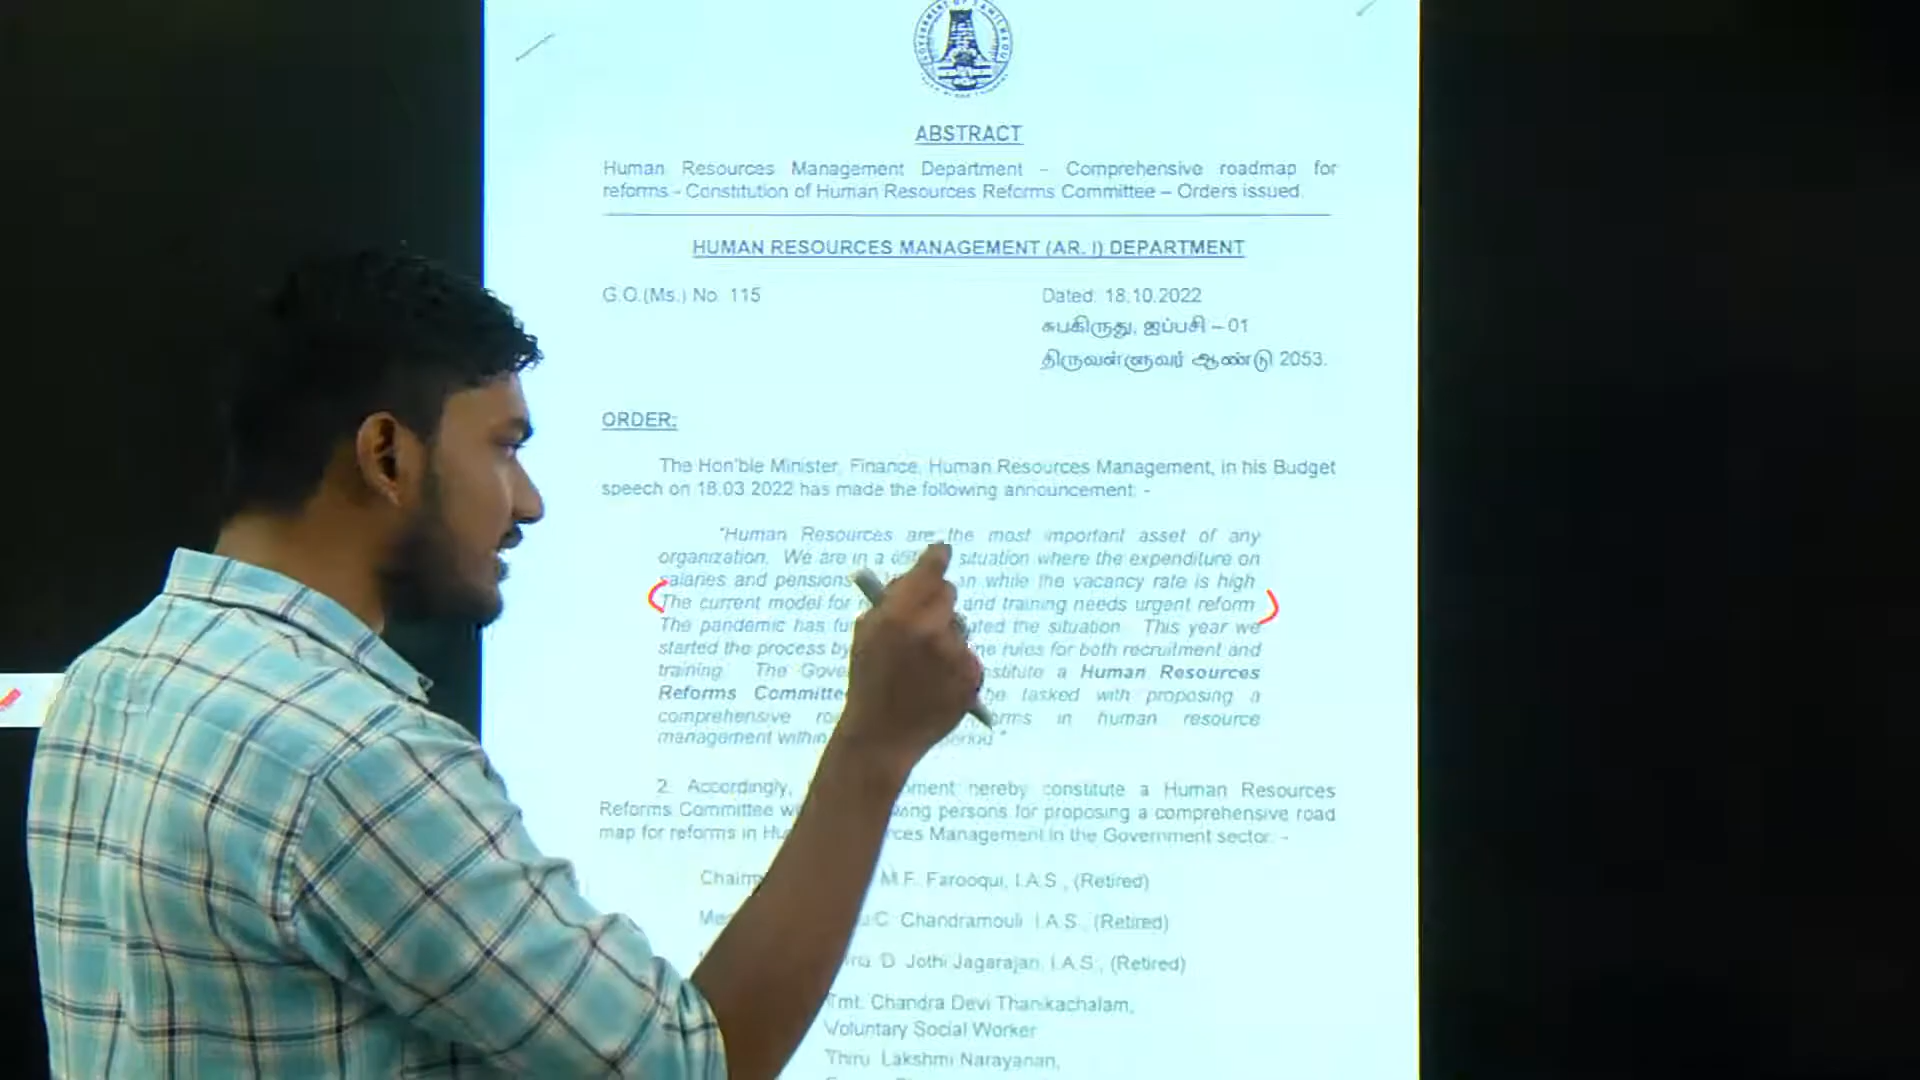 GOVERNMENT OF TAMILNADU
ABSTRACT
Human Resources Management Department – Comprehensive roadmap for
reforms - Constitution of Human Resources Reforms Committee – Orders issued.
HUMAN RESOURCES MANAGEMENT (AR. I) DEPARTMENT
G.O.(Ms.) No. 115
Dated: 18.10.2022
சுபகிருது, ஐப்பசி – 01
திருவள்ளுவர் ஆண்டு 2053.
ORDER:
The Hon'ble Minister, Finance, Human Resources Management, in his Budget
speech on 18.03.2022 has made the following announcement: -
"Human Resources are the most important asset of any
organization. We are in a situation where the expenditure on
salaries and pensions while the vacancy rate is high.
The current model for and training needs urgent reform.
The pandemic has the situation. This year we
started the process by rules for both recruitment and
training. The a Human Resources
Reforms Committee tasked with proposing a
comprehensive in human resource
management within period."
2. Accordingly, hereby constitute a Human Resources
Reforms Committee persons for proposing a comprehensive road
map for reforms in Management in the Government sector: -
M.F. Farooqui, I.A.S., (Retired)
C. Chandramouli, I.A.S., (Retired)
D. Jothi Jagarajan, I.A.S., (Retired)
Tmt. Chandra Devi Thanikachalam,
Voluntary Social Worker
Thiru. Lakshmi Narayanan,